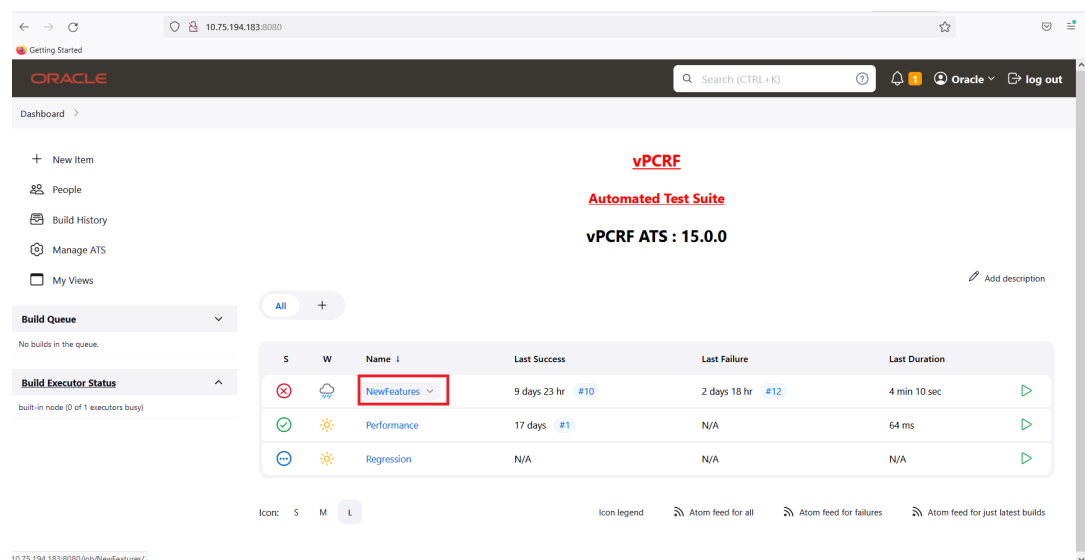 10.75.194.183:8080
Getting Started
ORACLE
Search (CTRL+K)
1
Oracle
log out
Dashboard
New Item
People
Build History
Manage ATS
My Views
Build Queue
No builds in the queue.
Build Executor Status
built-in node (0 of 1 executors busy)
vPCRF
Automated Test Suite
vPCRF ATS : 15.0.0
Add description
All +
S W Name ↓ Last Success Last Failure Last Duration
NewFeatures 9 days 23 hr #10 2 days 18 hr #12 4 min 10 sec
Performance 17 days #1 N/A 64 ms
Regression N/A N/A N/A
Icon: S M L
Icon legend Atom feed for all Atom feed for failures Atom feed for just latest builds
10.75.194.183:8080/job/NewFeatures/